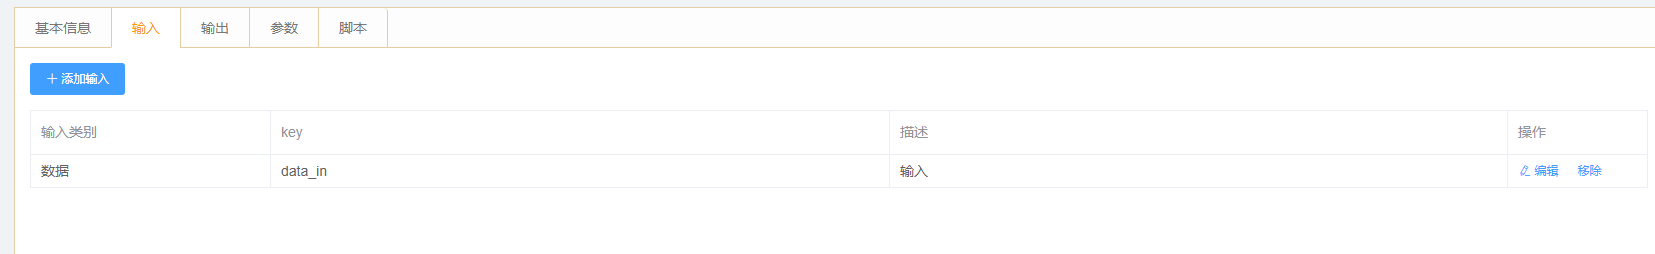 基本信息 输入 输出 参数 脚本
添加输入
输入类别 key 描述 操作
数据 data_in 输入 编辑 移除